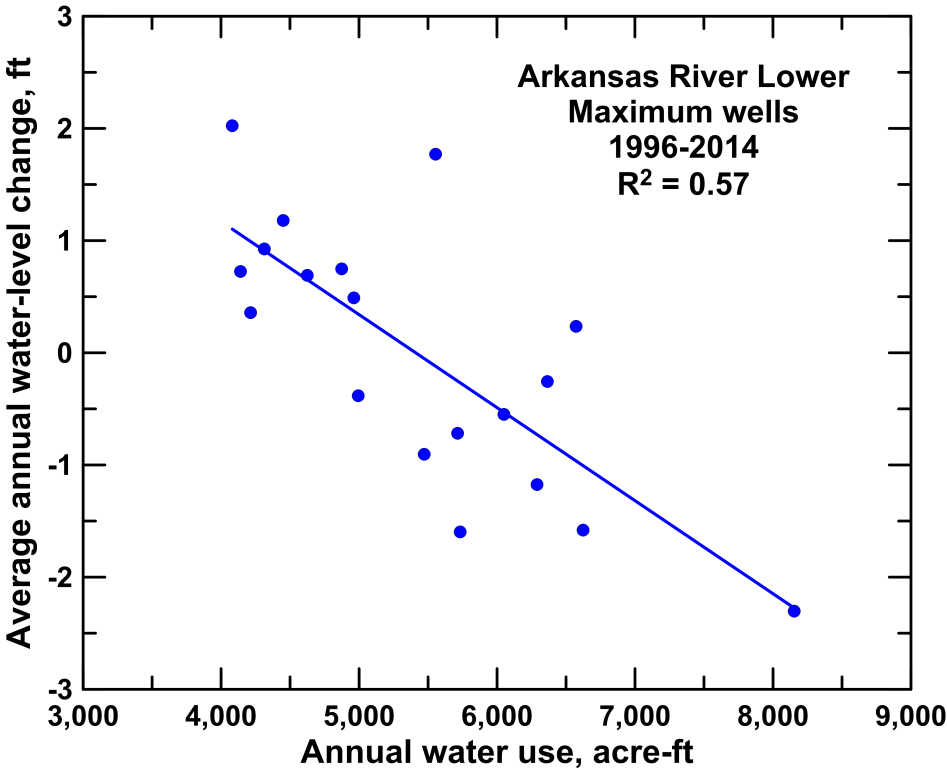 Arkansas River Lower
Maximum wells
1996-2014
R² = 0.57
Average annual water-level change, ft
3
2
1
0
-1
-2
-3
3,000 4,000 5,000 6,000 7,000 8,000 9,000
Annual water use, acre-ft